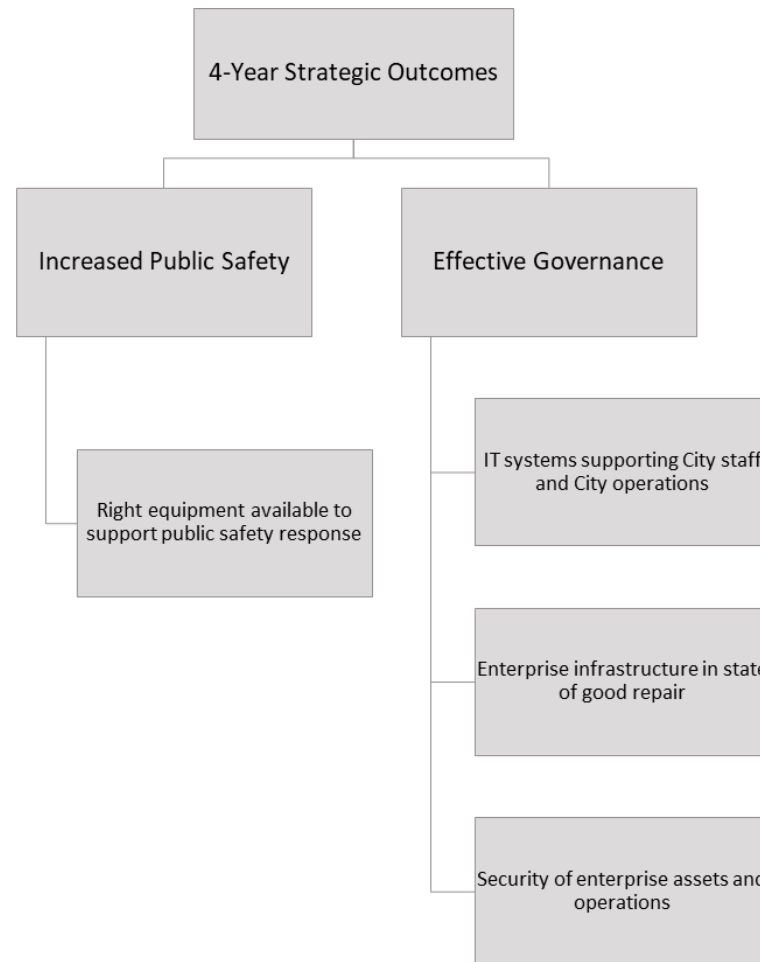 4-Year Strategic Outcomes
Increased Public Safety
Effective Governance
Right equipment available to
support public safety response
IT systems supporting City staff
and City operations
Enterprise infrastructure in state
of good repair
Security of enterprise assets and
operations